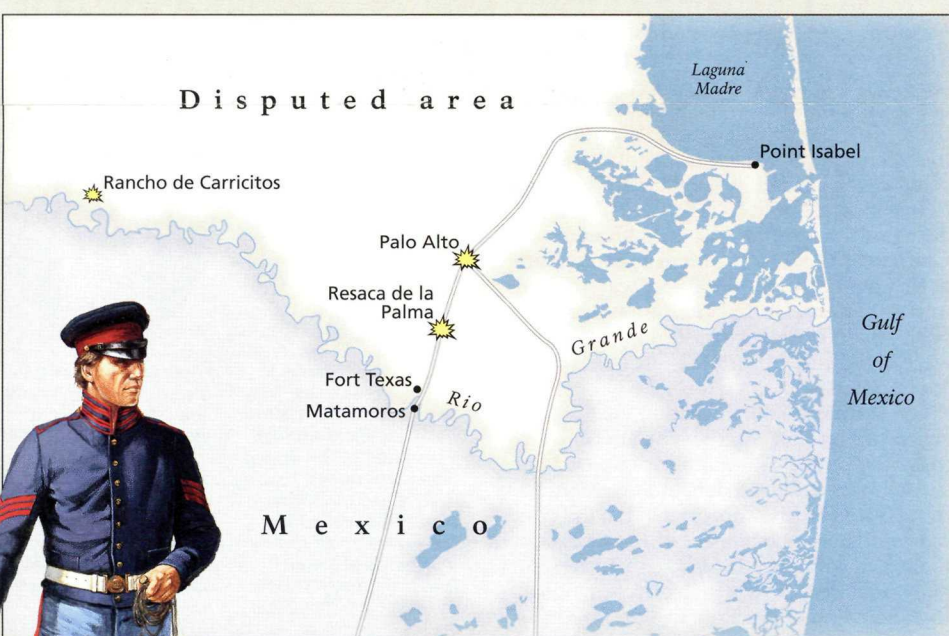 Laguna
Madre
Disputed area
Point Isabel
Rancho de Carricitos
Palo Alto
Resaca de la
Palma
Grande
Gulf
of
Mexico
Fort Texas
Rio
Matamoros
Mexico